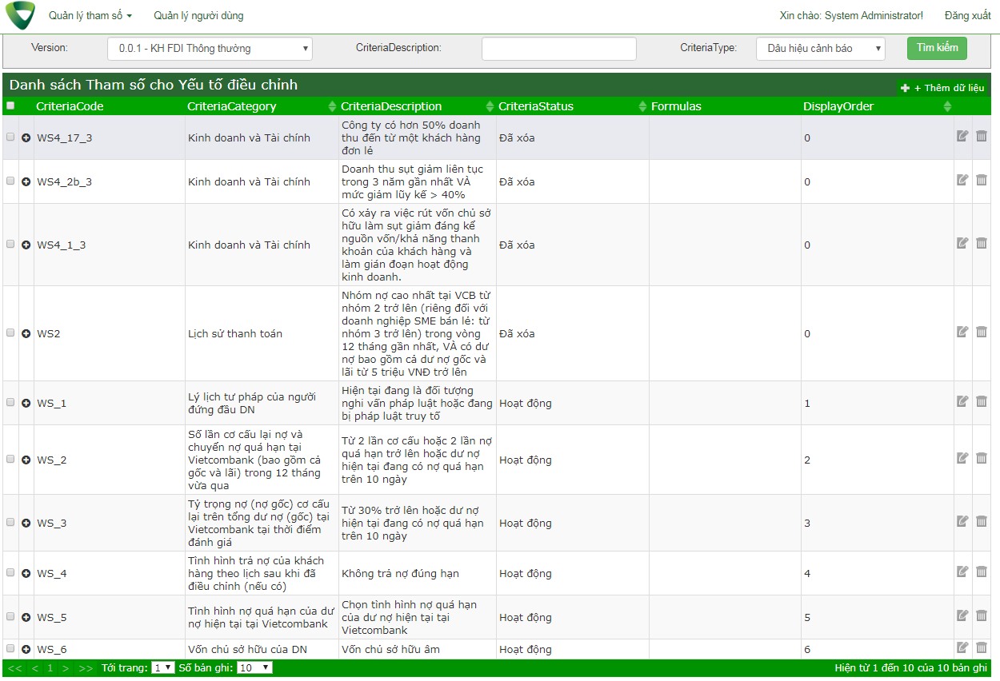 Quản lý tham số
Quản lý người dùng
Xin chào: System Administrator!
Đăng xuất
Version:
0.0.1 - KH FDI Thông thường
CriteriaDescription:
CriteriaType:
Dâu hiệu cảnh báo
Tìm kiếm
Danh sách Tham số cho Yếu tố điều chỉnh
+ Thêm dữ liệu
CriteriaCode
CriteriaCategory
CriteriaDescription
CriteriaStatus
Formulas
DisplayOrder
WS4_17_3
Kinh doanh và Tài chính
Công ty có hơn 50% doanh
thu đến từ một khách hàng
đơn lẻ
Đã xóa
0
WS4_2b_3
Kinh doanh và Tài chính
Doanh thu sụt giảm liên tục
trong 3 năm gần nhất VÀ
mức giảm lũy kế > 40%
Đã xóa
0
WS4_1_3
Kinh doanh và Tài chính
Có xảy ra việc rút vốn chủ sở
hữu làm sụt giảm đáng kể
nguồn vốn/khả năng thanh
khoản của khách hàng và
làm gián đoạn hoạt động
kinh doanh.
Đã xóa
0
WS2
Lịch sử thanh toán
Nhóm nợ cao nhất tại VCB từ
nhóm 2 trở lên (riêng đối với
doanh nghiệp SME bán lẻ: từ
nhóm 3 trở lên) trong vòng
12 tháng gần nhất, VÀ có dư
nợ bao gồm cả dư nợ gốc và
lãi từ 5 triệu VNĐ trở lên
Đã xóa
0
WS_1
Lý lịch tư pháp của người
đứng đầu DN
Hiện tại đang là đối tượng
nghi vấn pháp luật hoặc đang
bị pháp luật truy tố
Hoạt động
1
WS_2
Số lần cơ cấu lại nợ và
chuyển nợ quá hạn tại
Vietcombank (bao gồm cả
gốc và lãi) trong 12 tháng
vừa qua
Từ 2 lần cơ cấu hoặc 2 lần nợ
quá hạn trở lên hoặc dư nợ
hiện tại đang có nợ quá hạn
trên 10 ngày
Hoạt động
2
WS_3
Tỷ trọng nợ (nợ gốc) cơ cấu
lại trên tổng dư nợ (gốc) tại
Vietcombank tại thời điểm
đánh giá
Từ 30% trở lên hoặc dư nợ
hiện tại đang có nợ quá hạn
trên 10 ngày
Hoạt động
3
WS_4
Tình hình trả nợ của khách
hàng theo lịch sau khi đã
điều chỉnh (nếu có)
Không trả nợ đúng hạn
Hoạt động
4
WS_5
Tình hình nợ quá hạn của dư
nợ hiện tại tại Vietcombank
Chọn tình hình nợ quá hạn
của dư nợ hiện tại tại
Vietcombank
Hoạt động
5
WS_6
Vốn chủ sở hữu của DN
Vốn chủ sở hữu âm
Hoạt động
6
<< < 1 > >> Tới trang: 1 Số bản ghi: 10
Hiện từ 1 đến 10 của 10 bản ghi